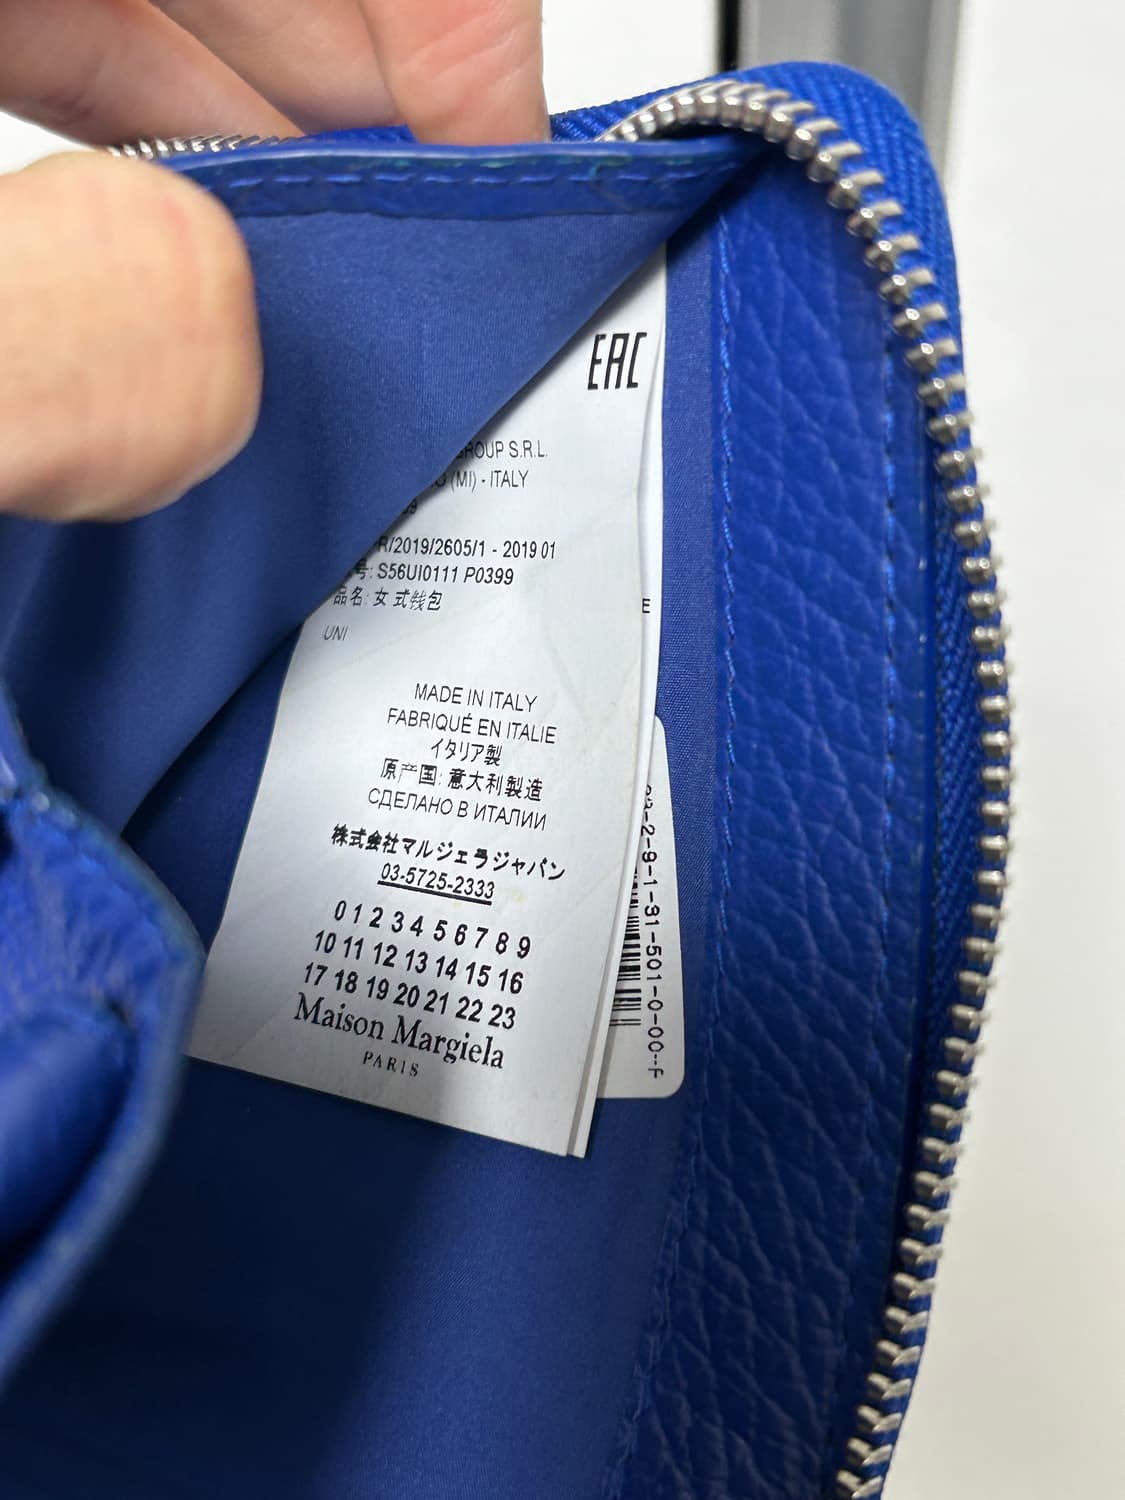 EAC
GROUP S.R.L.
(MI) - ITALY
R/2019/2605/1 - 2019 01
号: S56UI0111 P0399
品名: 女式钱包
UNI
E
MADE IN ITALY
FABRIQUÉ EN ITALIE
イタリア製
原产国: 意大利製造
СДЕЛАНО В ИТАЛИИ
株式会社マルジェラジャパン
03-5725-2333
0 1 2 3 4 5 6 7 8 9
10 11 12 13 14 15 16
17 18 19 20 21 22 23
Maison Margiela
PARIS
-2-9-1-31-501-0-00--F